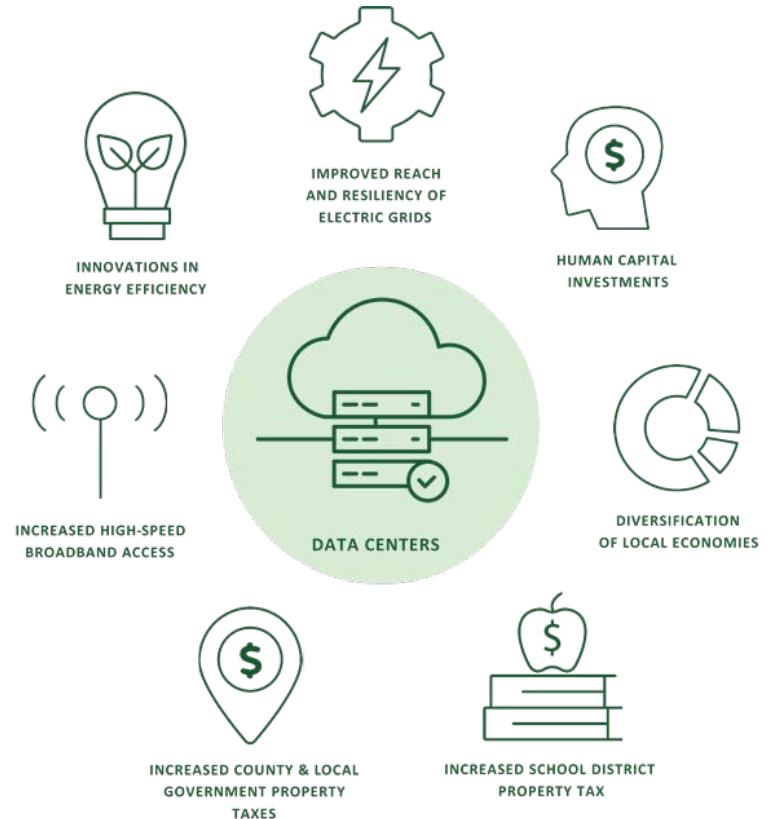 IMPROVED REACH
AND RESILIENCY OF
ELECTRIC GRIDS
$
HUMAN CAPITAL
INVESTMENTS
INNOVATIONS IN
ENERGY EFFICIENCY
DATA CENTERS
INCREASED HIGH-SPEED
BROADBAND ACCESS
DIVERSIFICATION
OF LOCAL ECONOMIES
$
INCREASED COUNTY & LOCAL
GOVERNMENT PROPERTY
TAXES
$
INCREASED SCHOOL DISTRICT
PROPERTY TAX